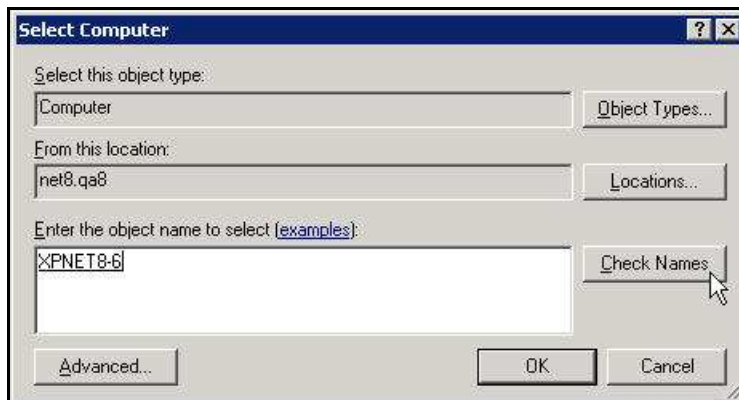 Select Computer
Select this object type:
Computer
Object Types...
From this location:
net8.qa8
Locations...
Enter the object name to select (examples):
XPNET8-6
Check Names
Advanced...
OK
Cancel